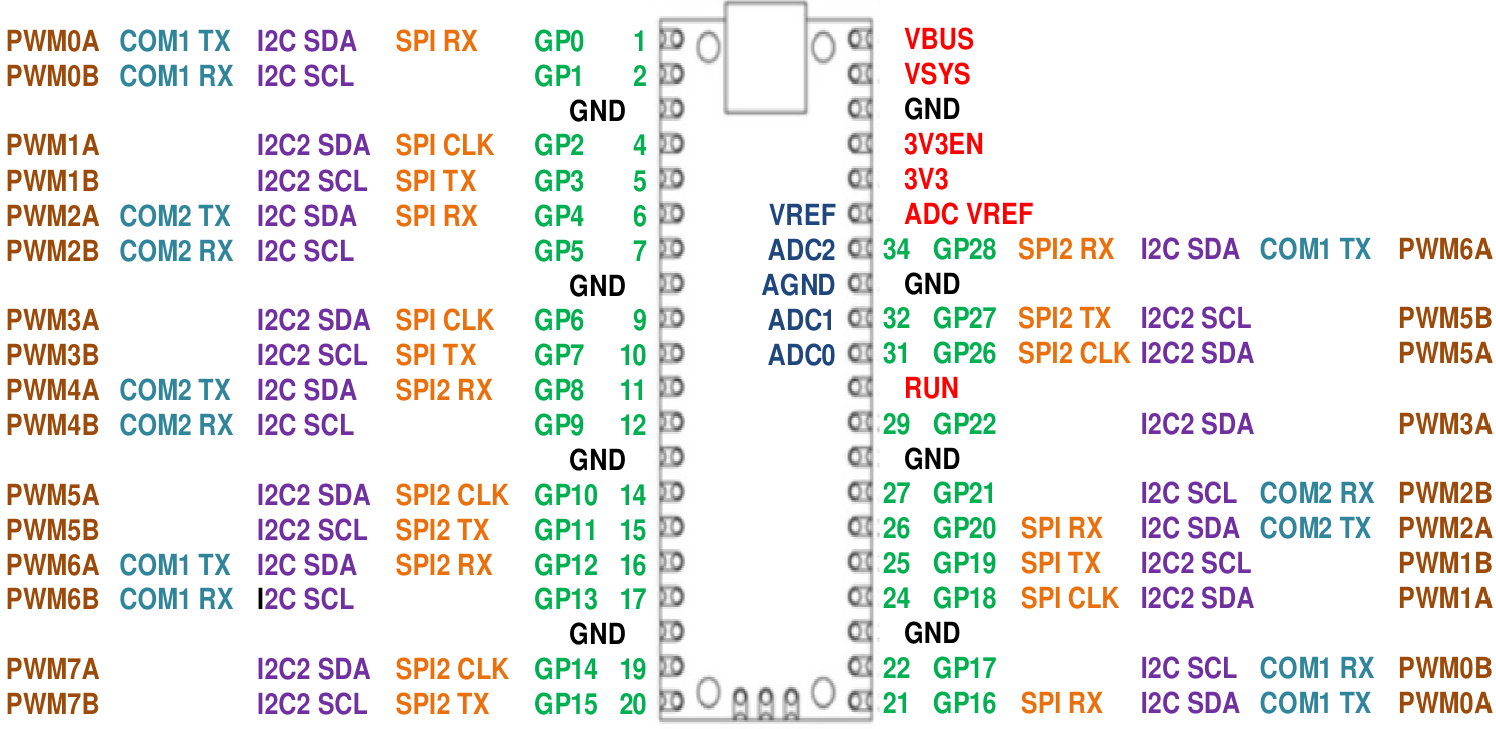 PWM0A COM1 TX I2C SDA SPI RX GP0 1 VBUS
PWM0B COM1 RX I2C SCL GP1 2 VSYS
GND GND
PWM1A I2C2 SDA SPI CLK GP2 4 3V3EN
PWM1B I2C2 SCL SPI TX GP3 5 3V3
PWM2A COM2 TX I2C SDA SPI RX GP4 6 VREF ADC VREF
PWM2B COM2 RX I2C SCL GP5 7 ADC2 34 GP28 SPI2 RX I2C SDA COM1 TX PWM6A
GND AGND GND
PWM3A I2C2 SDA SPI CLK GP6 9 ADC1 32 GP27 SPI2 TX I2C2 SCL PWM5B
PWM3B I2C2 SCL SPI TX GP7 10 ADC0 31 GP26 SPI2 CLK I2C2 SDA PWM5A
PWM4A COM2 TX I2C SDA SPI2 RX GP8 11 RUN
PWM4B COM2 RX I2C SCL GP9 12 29 GP22 I2C2 SDA PWM3A
GND GND
PWM5A I2C2 SDA SPI2 CLK GP10 14 27 GP21 I2C SCL COM2 RX PWM2B
PWM5B I2C2 SCL SPI2 TX GP11 15 26 GP20 SPI RX I2C SDA COM2 TX PWM2A
PWM6A COM1 TX I2C SDA SPI2 RX GP12 16 25 GP19 SPI TX I2C2 SCL PWM1B
PWM6B COM1 RX I2C SCL GP13 17 24 GP18 SPI CLK I2C2 SDA PWM1A
GND GND
PWM7A I2C2 SDA SPI2 CLK GP14 19 22 GP17 I2C SCL COM1 RX PWM0B
PWM7B I2C2 SCL SPI2 TX GP15 20 21 GP16 SPI RX I2C SDA COM1 TX PWM0A